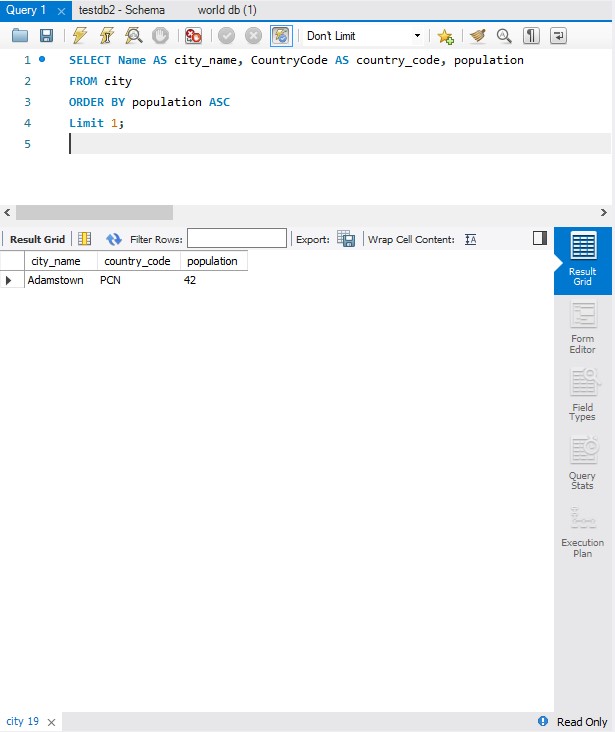 Query 1 testdb2 - Schema world db (1)
Don't Limit
1 SELECT Name AS city_name, CountryCode AS country_code, population
2 FROM city
3 ORDER BY population ASC
4 Limit 1;
5
Result Grid Filter Rows: Export: Wrap Cell Content: IA
city_name country_code population
Adamstown PCN 42
Result
Grid
Form
Editor
Field
Types
Query
Stats
Execution
Plan
city 19 Read Only